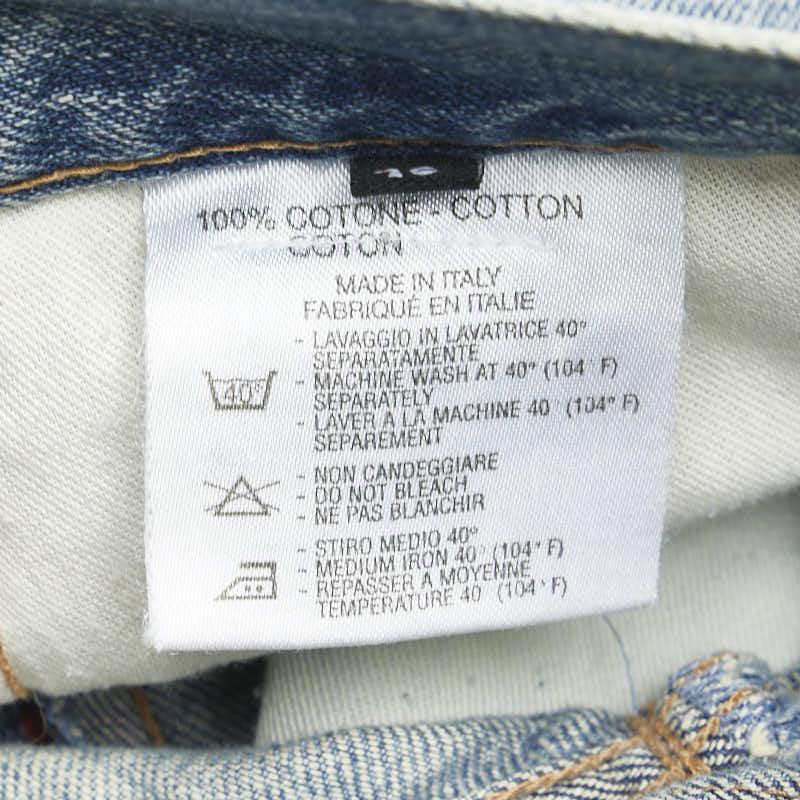 100% COTONE - COTTON
COTON
MADE IN ITALY
FABRIQUÉ EN ITALIE
- LAVAGGIO IN LAVATRICE 40°
SEPARATAMENTE
- MACHINE WASH AT 40° (104° F)
SEPARATELY
- LAVER A LA MACHINE 40° (104° F)
SEPAREMENT
40°
- NON CANDEGGIARE
- DO NOT BLEACH
- NE PAS BLANCHIR
- STIRO MEDIO 40°
- MEDIUM IRON 40° (104° F)
- REPASSER A MOYENNE
TEMPERATURE 40° (104° F)